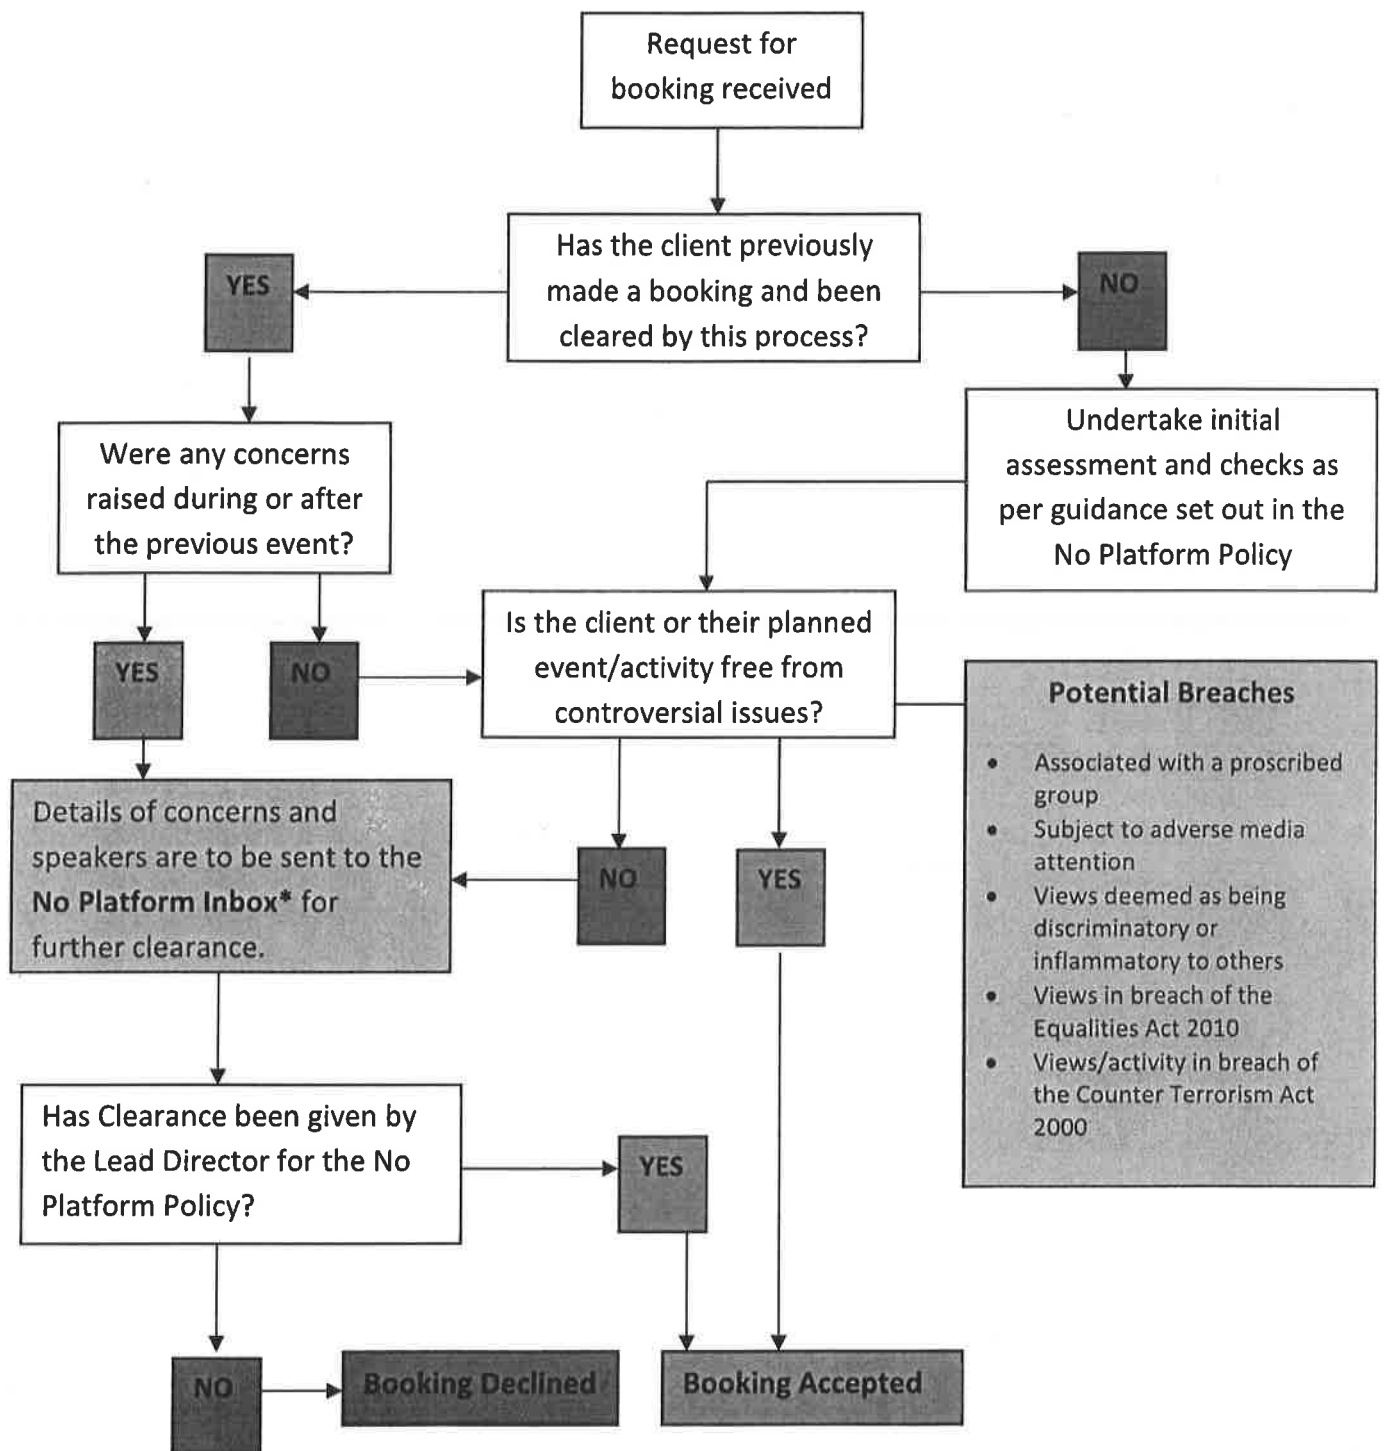 Request for
booking received
Has the client previously
made a booking and been
cleared by this process?
YES
NO
Were any concerns
raised during or after
the previous event?
Undertake initial
assessment and checks as
per guidance set out in the
No Platform Policy
YES
NO
Is the client or their planned
event/activity free from
controversial issues?
Potential Breaches
• Associated with a proscribed
group
• Subject to adverse media
attention
• Views deemed as being
discriminatory or
inflammatory to others
• Views in breach of the
Equalities Act 2010
• Views/activity in breach of
the Counter Terrorism Act
2000
Details of concerns and
speakers are to be sent to the
No Platform Inbox* for
further clearance.
NO
YES
Has Clearance been given by
the Lead Director for the No
Platform Policy?
YES
NO
Booking Declined
Booking Accepted